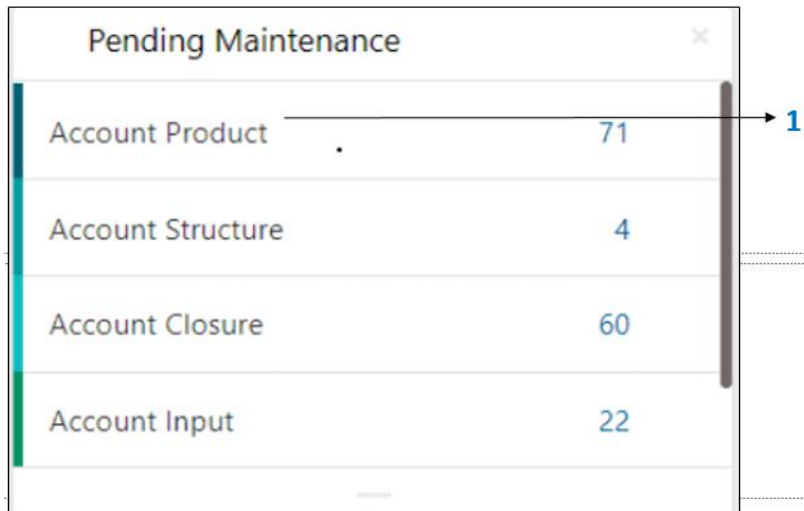 Pending Maintenance ×
Account Product 71 1
Account Structure 4
Account Closure 60
Account Input 22